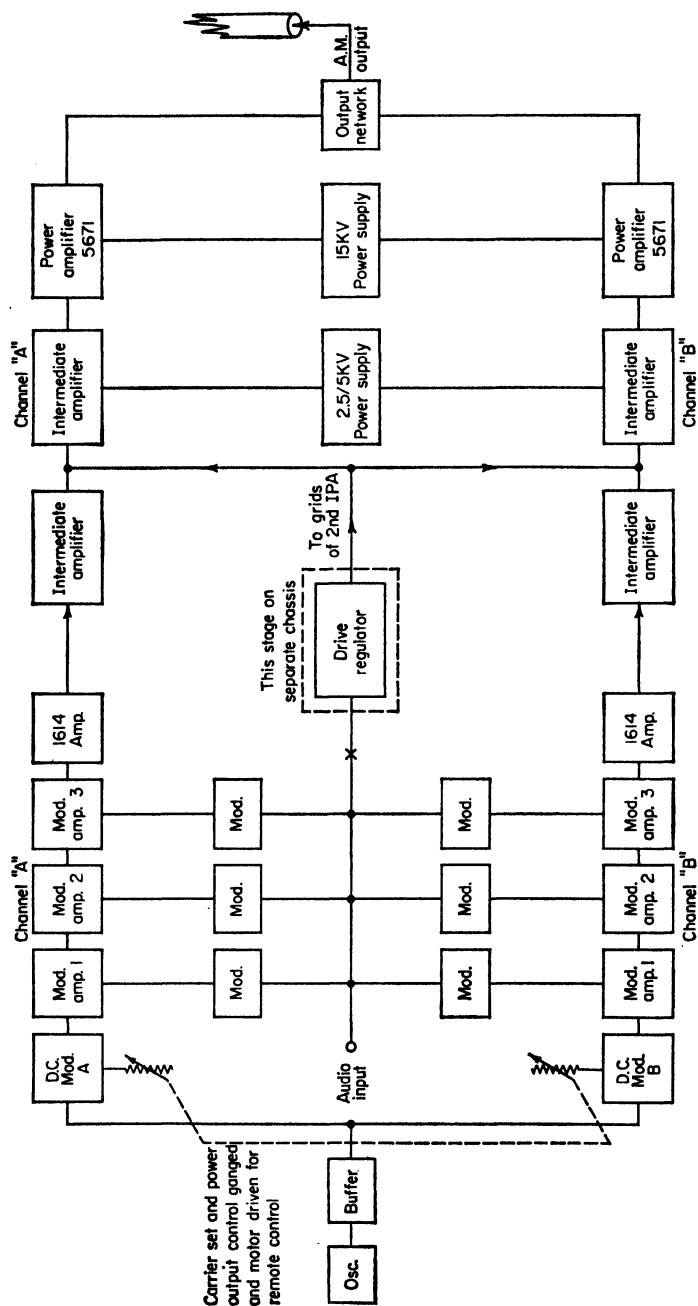 Channel "A"
Channel "A"
D.C.
Mod.
A
Mod.
amp. 1
Mod.
amp. 2
Mod.
amp. 3
1614
Amp.
Intermediate
amplifier
Intermediate
amplifier
Power
amplifier
5671
Carrier set and power
output control ganged
and motor driven for
remote control
Mod.
Mod.
Mod.
This stage on
separate chassis
Osc.
Buffer
Audio
input
Drive
regulator
To grids
of 2nd IPA
2.5/5KV
Power supply
15KV
Power supply
Output
network
A.M.
output
Mod.
Mod.
Mod.
D.C.
Mod.
B
Mod.
amp.1
Mod.
amp. 2
Mod.
amp. 3
1614
Amp.
Intermediate
amplifier
Intermediate
amplifier
Power
amplifier
5671
Channel "B"
Channel "B"